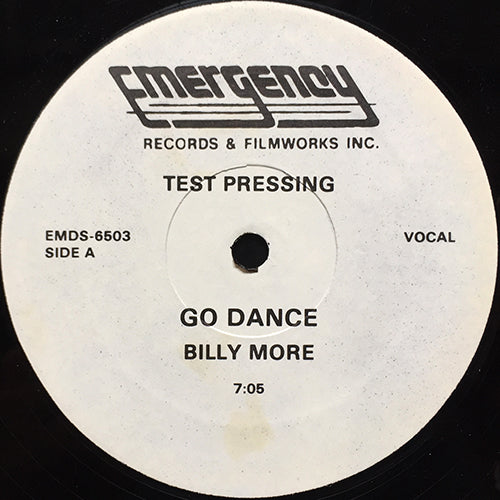 Emergency
RECORDS & FILMWORKS INC.
TEST PRESSING
EMDS-6503
SIDE A
VOCAL
GO DANCE
BILLY MORE
7:05